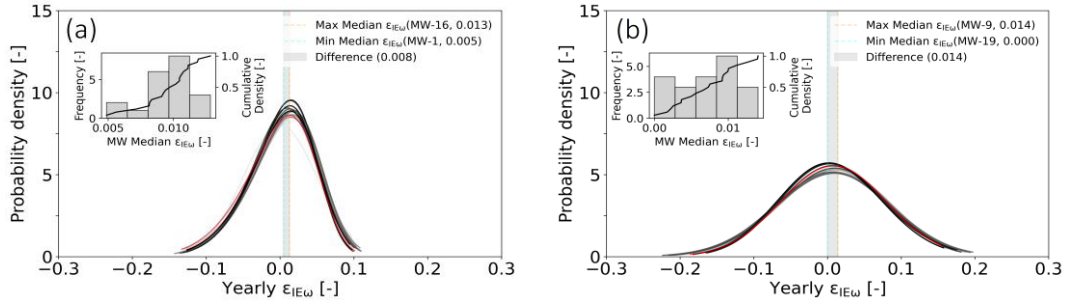 (a)
Max Median ε_IEω(MW-16, 0.013)
Min Median ε_IEω(MW-1, 0.005)
Difference (0.008)
Probability density [-]
15
10
5
0
−0.3 −0.2 −0.1 0.0 0.1 0.2 0.3
Yearly ε_IEω [-]
Frequency [-]
5
0
0.005 0.010
MW Median ε_IEω [-]
1.0
0.5
Cumulative
Density [-]
(b)
Max Median ε_IEω(MW-9, 0.014)
Min Median ε_IEω(MW-19, 0.000)
Difference (0.014)
Probability density [-]
15
10
5
0
−0.3 −0.2 −0.1 0.0 0.1 0.2 0.3
Yearly ε_IEω [-]
Frequency [-]
5.0
2.5
0.0
0.00 0.01
MW Median ε_IEω [-]
1.0
0.5
Cumulative
Density [-]